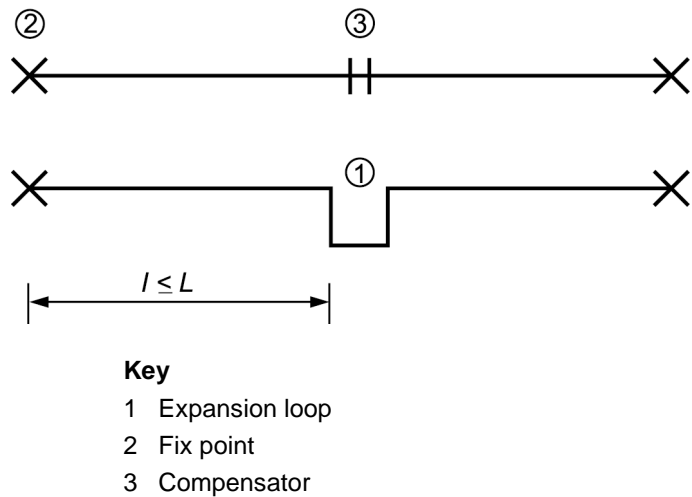 ② ③
①
l ≤ L
Key
1 Expansion loop
2 Fix point
3 Compensator